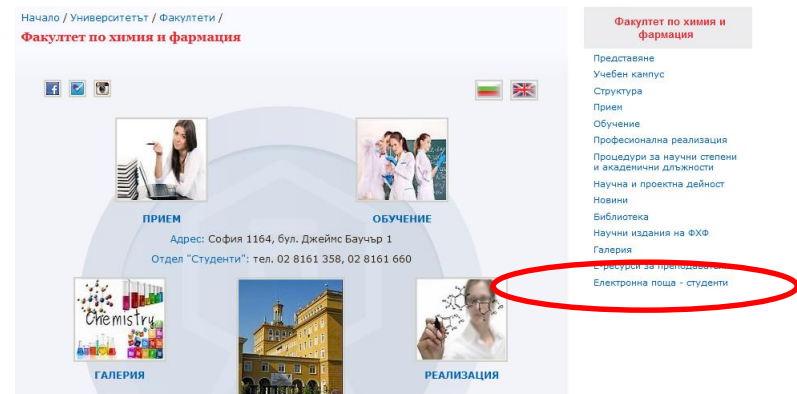 Начало / Университетът / Факултети /
Факултет по химия и фармация
ПРИЕМ
ОБУЧЕНИЕ
Адрес: София 1164, бул. Джеймс Баучър 1
Отдел "Студенти": тел. 02 8161 358, 02 8161 660
Chemistry
ГАЛЕРИЯ
РЕАЛИЗАЦИЯ
Факултет по химия и
фармация
Представяне
Учебен кампус
Структура
Прием
Обучение
Професионална реализация
Процедури за научни степени
и академични длъжности
Научна и проектна дейност
Новини
Библиотека
Научни издания на ФХФ
Галерия
Е-ресурси за преподаватели
Електронна поща - студенти